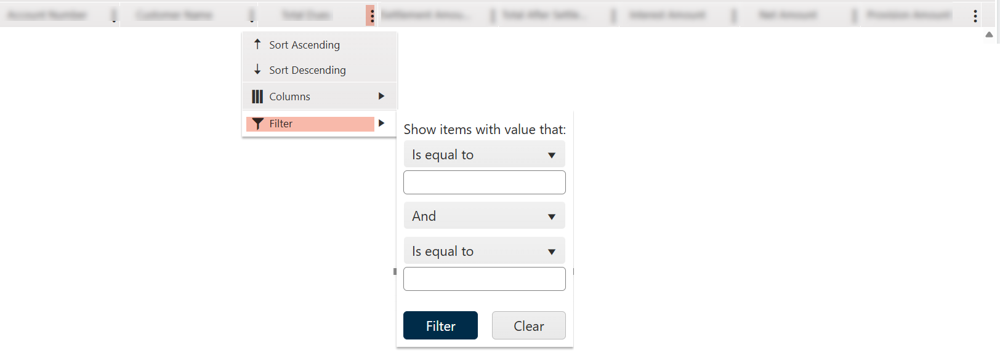 Account Number Customer Name Total Dues Settlement Amou... Total After Settle... Interest Amount Net Amount Provision Amount
Sort Ascending
Sort Descending
Columns
Filter
Show items with value that:
Is equal to
And
Is equal to
Filter
Clear